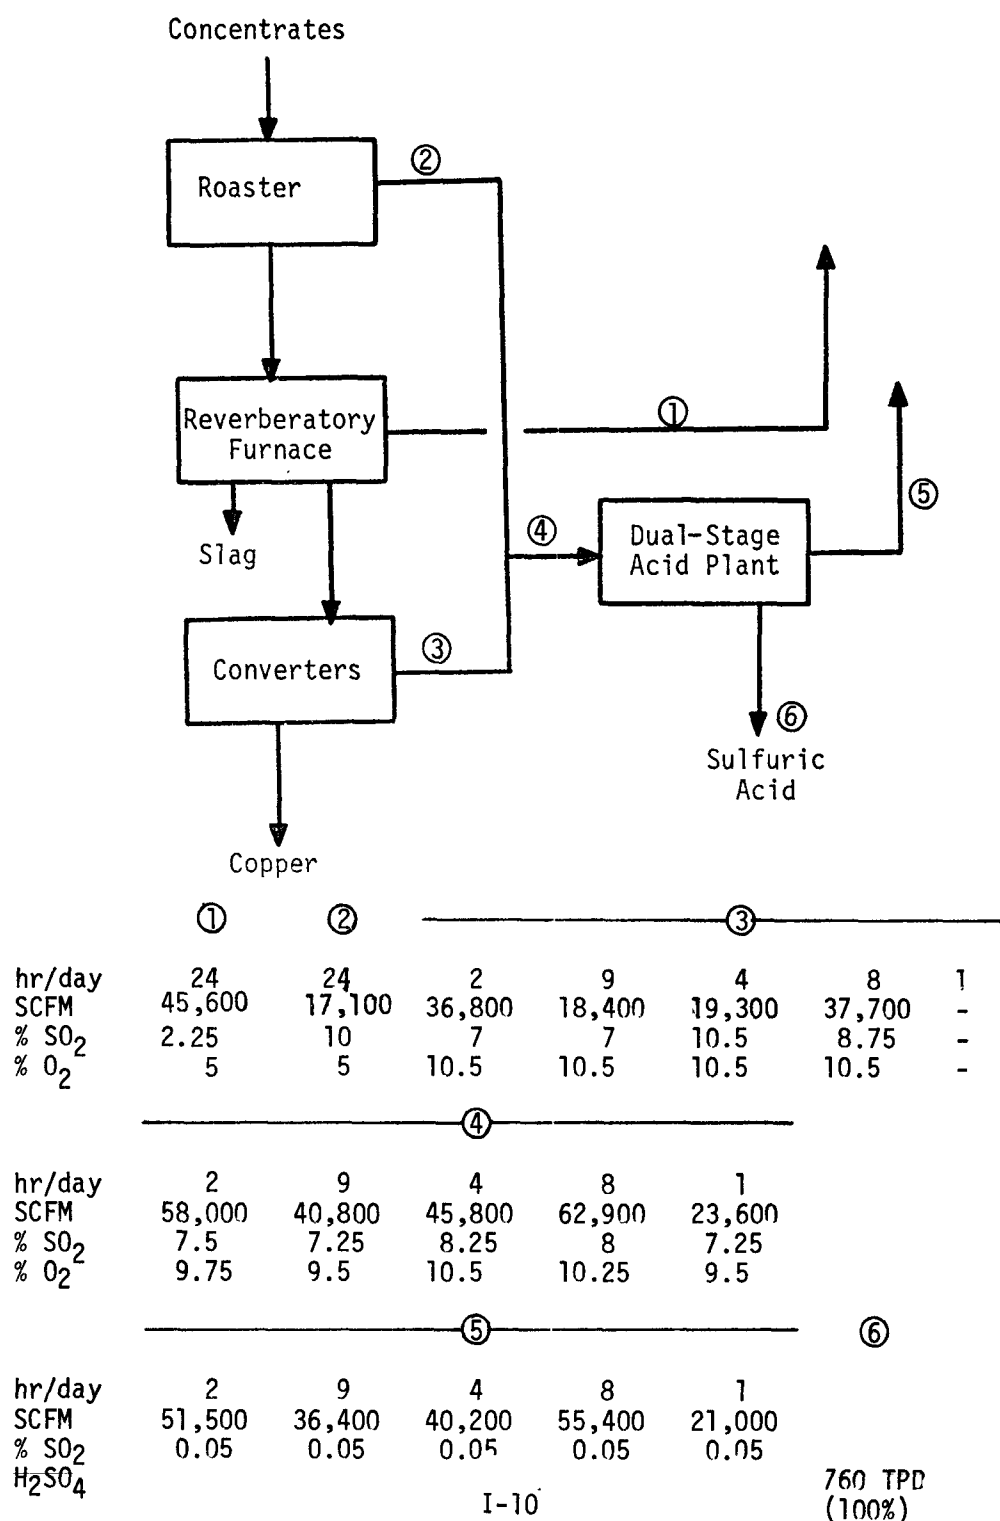 Concentrates
②
Roaster
①
Reverberatory
Furnace
⑤
④
Dual-Stage
Acid Plant
Slag
③
Converters
⑥
Sulfuric
Acid
Copper
① ② ③
hr/day 24 24 2 9 4 8 1
SCFM 45,600 17,100 36,800 18,400 19,300 37,700 -
% SO2 2.25 10 7 7 10.5 8.75 -
% O2 5 5 10.5 10.5 10.5 10.5 -
④
hr/day 2 9 4 8 1
SCFM 58,000 40,800 45,800 62,900 23,600
% SO2 7.5 7.25 8.25 8 7.25
% O2 9.75 9.5 10.5 10.25 9.5
⑤ ⑥
hr/day 2 9 4 8 1
SCFM 51,500 36,400 40,200 55,400 21,000
% SO2 0.05 0.05 0.05 0.05 0.05
H2SO4 760 TPD
I-10 (100%)